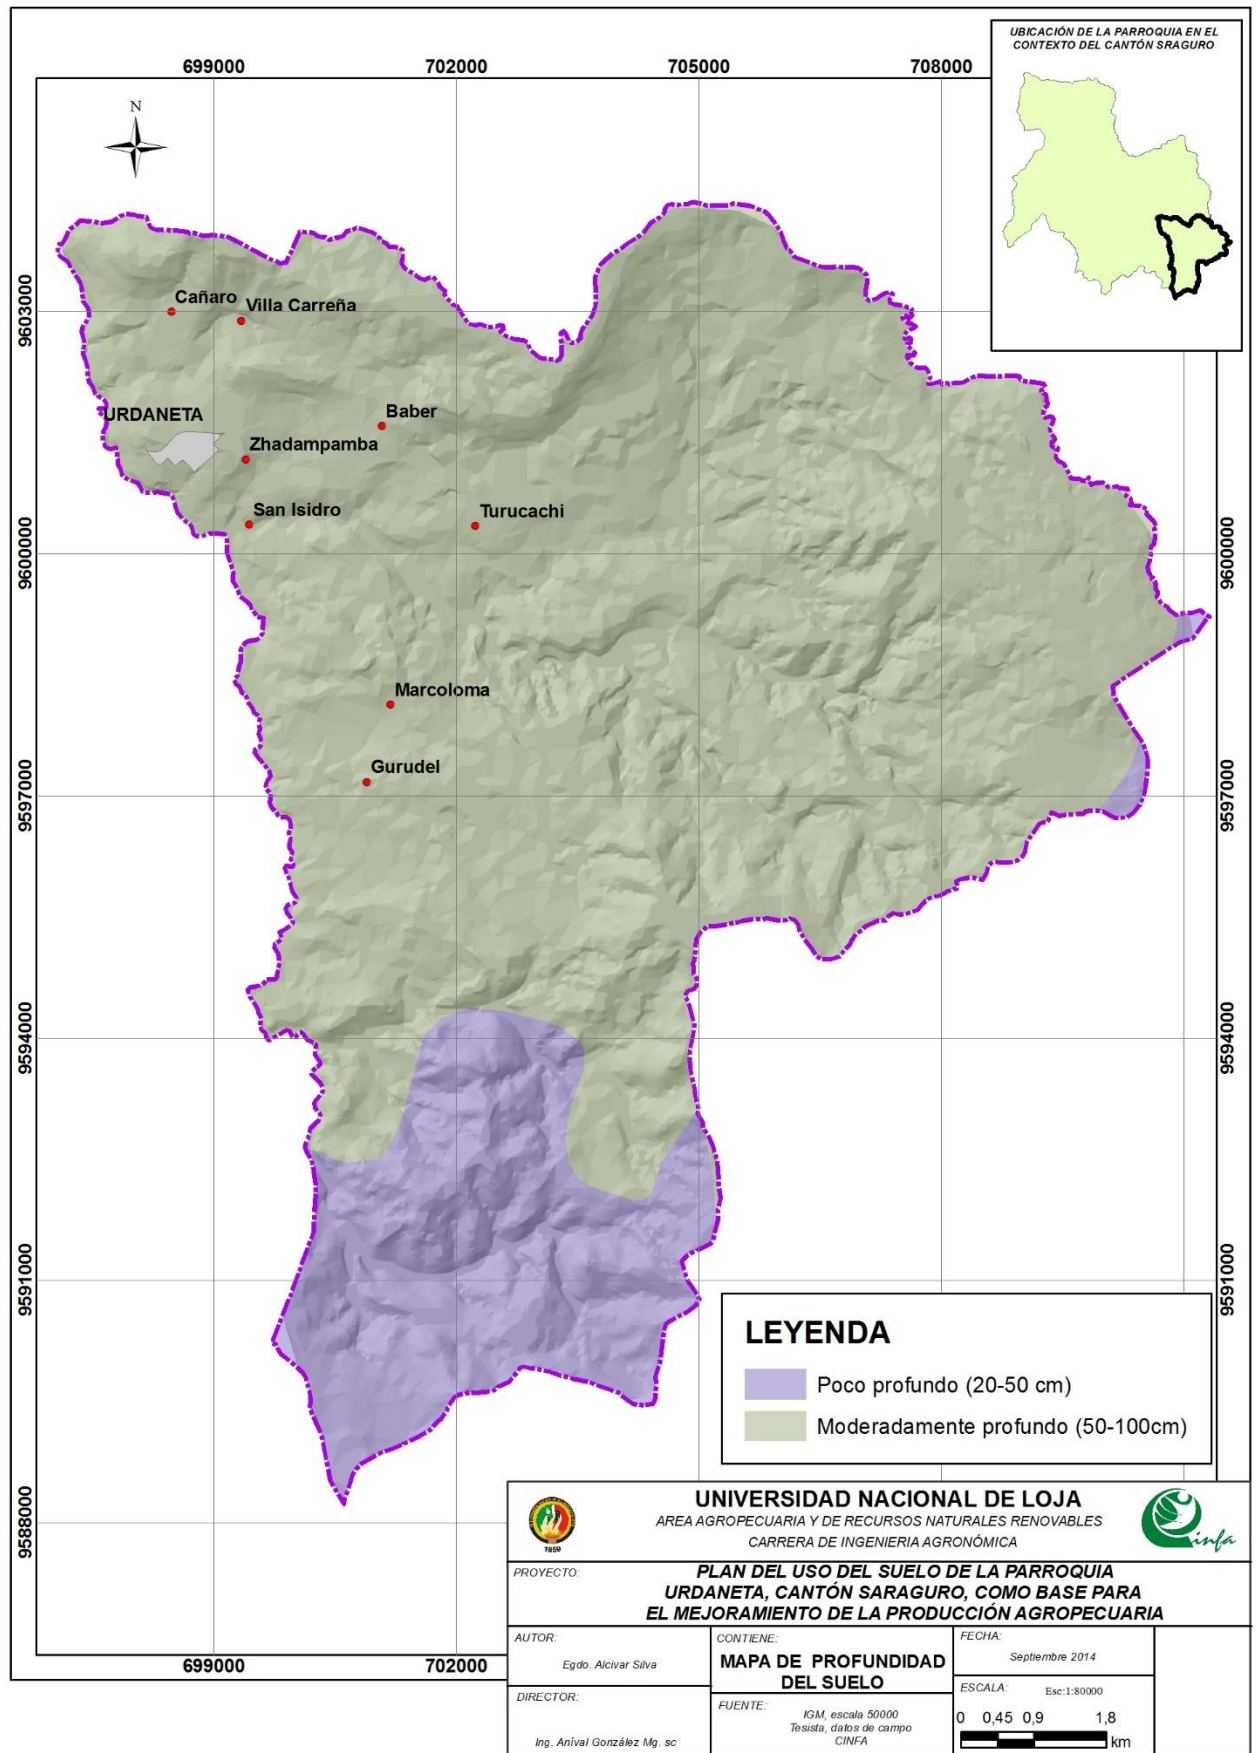 UBICACIÓN DE LA PARROQUIA EN EL
CONTEXTO DEL CANTÓN SRAGURO
699000
702000
705000
708000
N
9603000
Cañaro
Villa Carreña
URDANETA
Baber
Zhadampamba
San Isidro
Turucachi
9600000
9600000
Marcoloma
Gurudel
9597000
9597000
9594000
9594000
9591000
9591000
LEYENDA
Poco profundo (20-50 cm)
Moderadamente profundo (50-100cm)
9588000
699000
702000
1859
UNIVERSIDAD NACIONAL DE LOJA
AREA AGROPECUARIA Y DE RECURSOS NATURALES RENOVABLES
CARRERA DE INGENIERIA AGRONÓMICA
infa
PROYECTO:
PLAN DEL USO DEL SUELO DE LA PARROQUIA
URDANETA, CANTÓN SARAGURO, COMO BASE PARA
EL MEJORAMIENTO DE LA PRODUCCIÓN AGROPECUARIA
AUTOR:
Egdo. Alcivar Silva
DIRECTOR:
Ing. Aníval González Mg. sc
CONTIENE:
MAPA DE PROFUNDIDAD
DEL SUELO
FUENTE:
IGM, escala 50000
Tesista, datos de campo
CINFA
FECHA:
Septiembre 2014
ESCALA:
Esc:1:80000
0 0,45 0,9 1,8
km